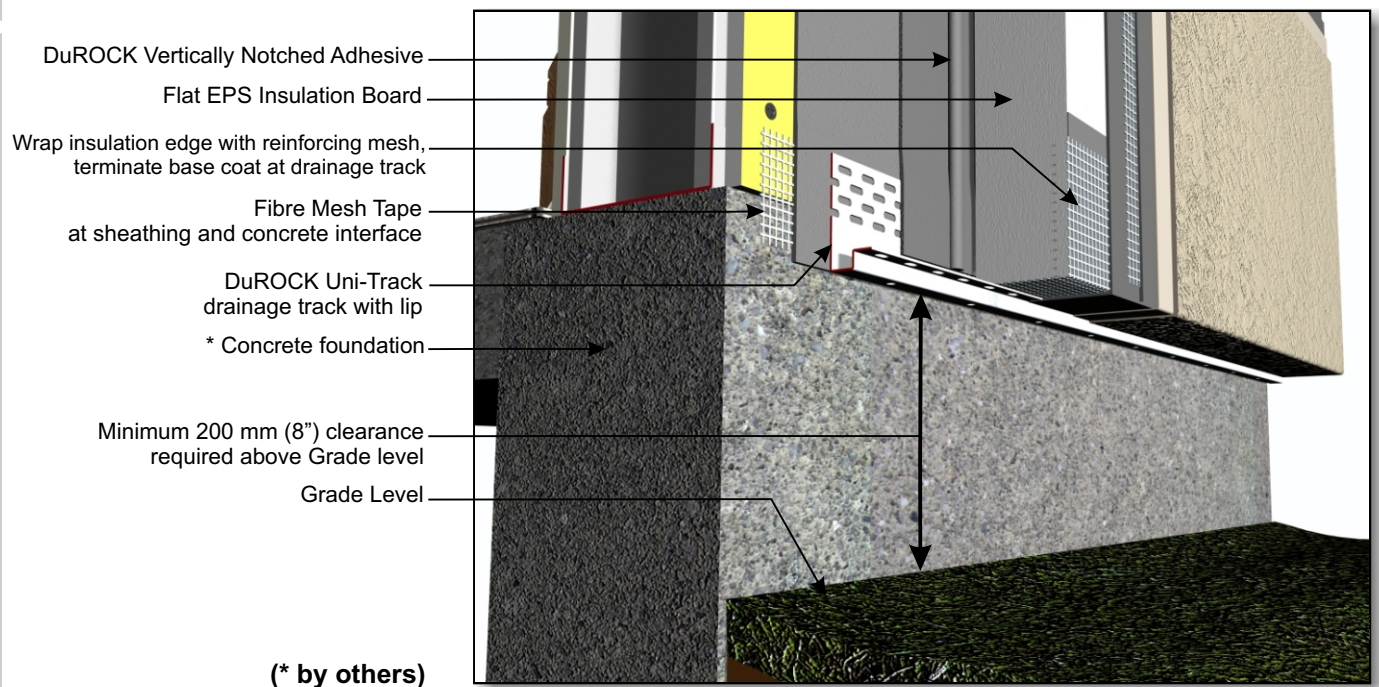 DuROCK Vertically Notched Adhesive
Flat EPS Insulation Board
Wrap insulation edge with reinforcing mesh,
terminate base coat at drainage track
Fibre Mesh Tape
at sheathing and concrete interface
DuROCK Uni-Track
drainage track with lip
* Concrete foundation
Minimum 200 mm (8”) clearance
required above Grade level
Grade Level
(* by others)